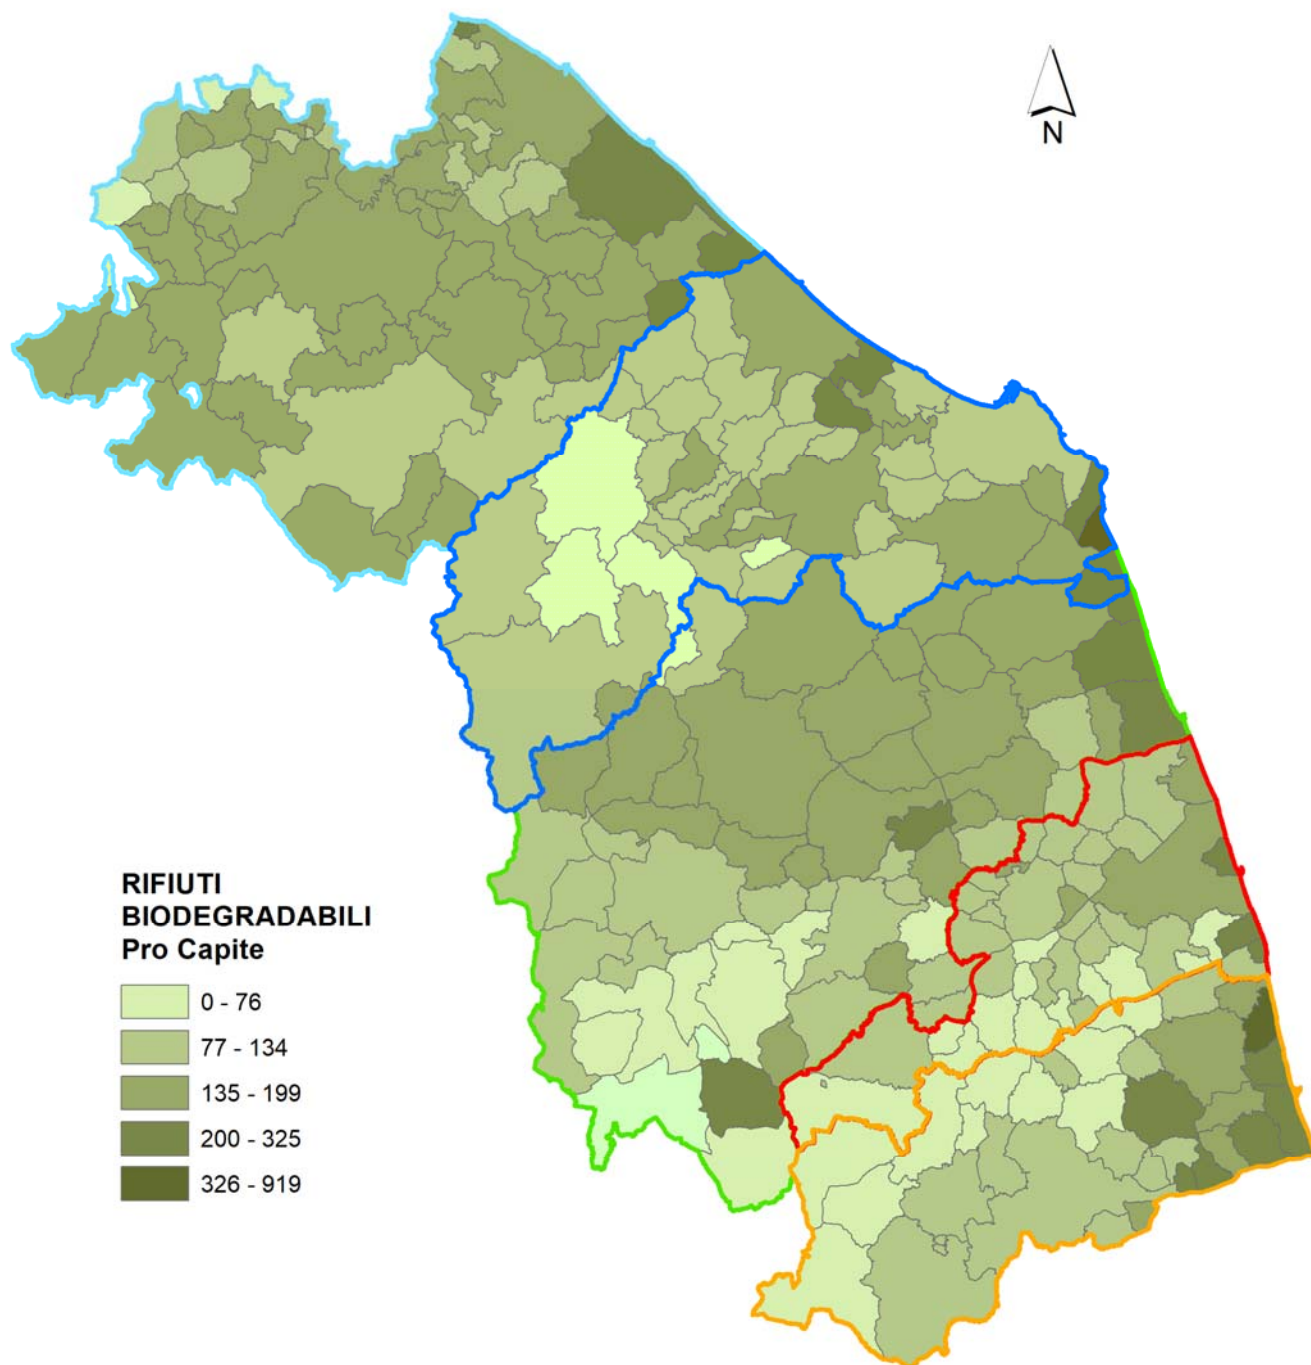 N
RIFIUTI
BIODEGRADABILI
Pro Capite
0 - 76
77 - 134
135 - 199
200 - 325
326 - 919